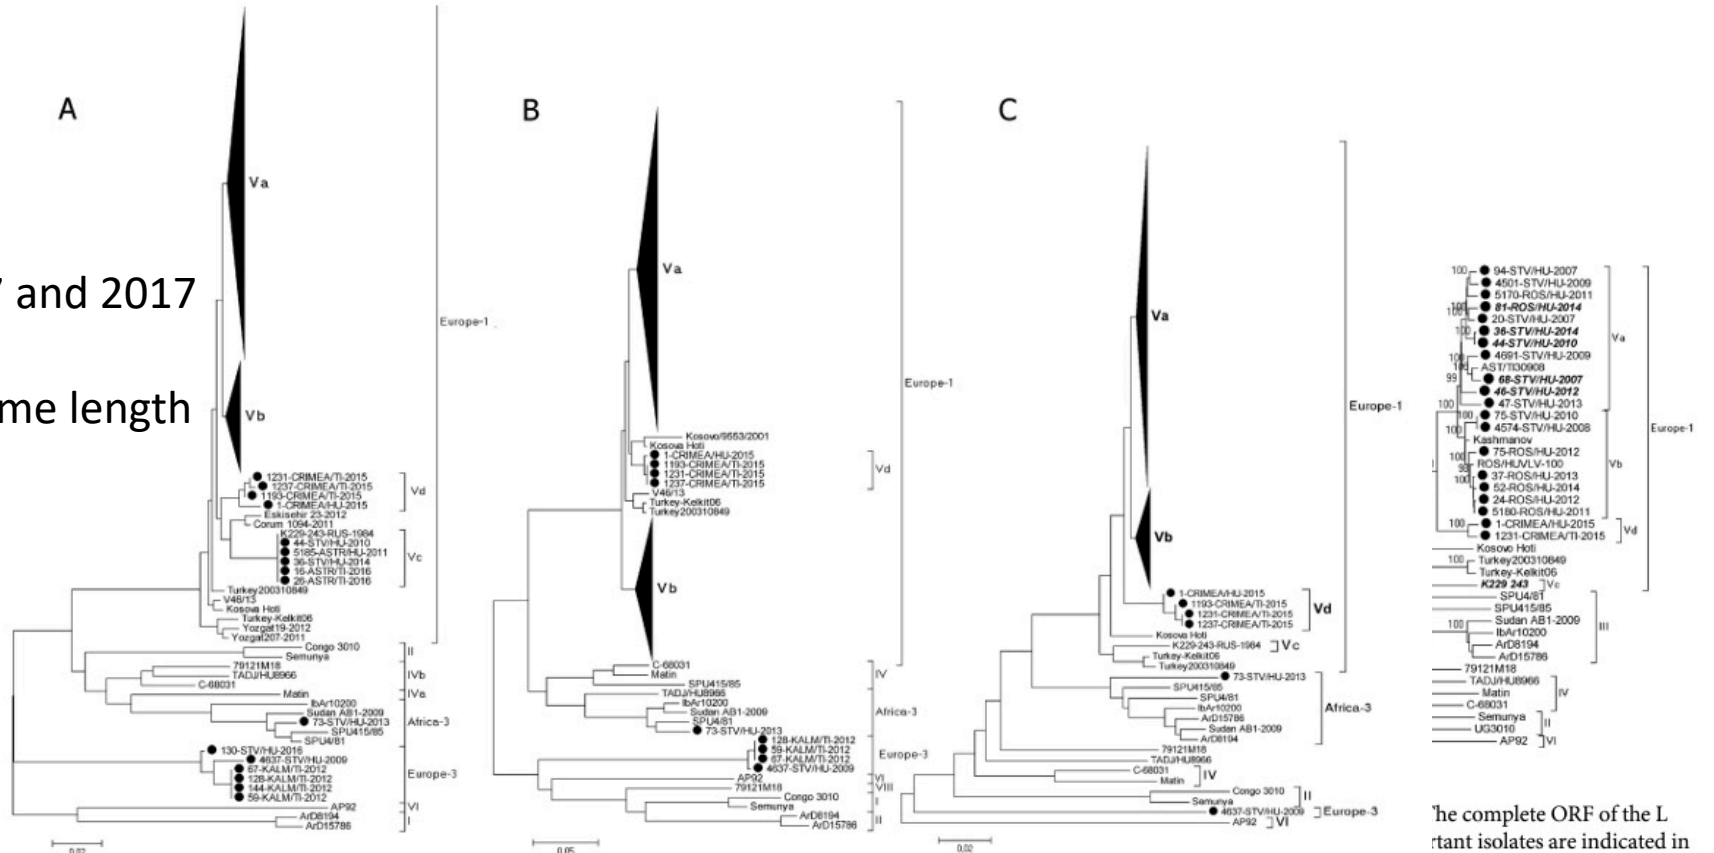 A
B
C
7 and 2017
me length
Va
Vb
1231-CRIMEA/TI-2015
1237-CRIMEA/TI-2015
1193-CRIMEA/TI-2015
1-CRIMEA/HU-2015
Vd
Eskisehir 23-2012
Corum 1094-2011
K229-243-RUS-1984
44-STV/HU-2010
5185-ASTR/HU-2011
36-STV/HU-2014
16-ASTR/TI-2016
26-ASTR/TI-2016
Vc
Turkey200310849
V46/13
Kosova Hoti
Turkey-Kelkit06
Yozgat19-2012
Yozgat207-2011
Europe-1
Congo 3010
Semunya
II
79121M18
TADJ/HU8966
C-68031
IVb
Matin
IVa
IbAr10200
Sudan AB1-2009
73-STV/HU-2013
SPU415/85
SPU4/81
Africa-3
130-STV/HU-2016
4637-STV/HU-2009
67-KALM/TI-2012
128-KALM/TI-2012
144-KALM/TI-2012
59-KALM/TI-2012
Europe-3
AP92
VI
ArD8194
ArD15786
I
0.02
Va
Kosovo/9553/2001
Kosova Hoti
1-CRIMEA/HU-2015
1193-CRIMEA/TI-2015
1231-CRIMEA/TI-2015
1237-CRIMEA/TI-2015
Vd
V46/13
Turkey-Kelkit06
Turkey200310849
Vb
Europe-1
C-68031
Matin
SPU415/85
IV
TADJ/HU8966
IbAr10200
Sudan AB1-2009
SPU4/81
73-STV/HU-2013
Africa-3
128-KALM/TI-2012
59-KALM/TI-2012
67-KALM/TI-2012
4637-STV/HU-2009
Europe-3
AP92
VI
79121M18
VIII
Congo 3010
Semunya
I
ArD8194
ArD15786
II
0.05
Va
Vb
Europe-1
1-CRIMEA/HU-2015
1193-CRIMEA/TI-2015
1231-CRIMEA/TI-2015
1237-CRIMEA/TI-2015
Vd
Kosova Hoti
K229-243-RUS-1984
Vc
Turkey-Kelkit06
Turkey200310849
73-STV/HU-2013
SPU415/85
SPU4/81
IbAr10200
ArD15786
Sudan AB1-2009
ArD8194
Africa-3
79121M18
TADJ/HU8966
C-68031
Matin
IV
Congo 3010
Semunya
II
4637-STV/HU-2009
Europe-3
AP92
VI
0.02
100 94-STV/HU-2007
4501-STV/HU-2009
5170-ROS/HU-2011
81-ROS/HU-2014
20-STV/HU-2007
36-STV/HU-2014
44-STV/HU-2010
4691-STV/HU-2009
AST/TI30908
99 68-STV/HU-2007
46-STV/HU-2012
100 47-STV/HU-2013
Va
75-STV/HU-2010
100 4574-STV/HU-2008
Kashmanov
75-ROS/HU-2012
ROS/HUVLV-100
37-ROS/HU-2013
52-ROS/HU-2014
24-ROS/HU-2012
5180-ROS/HU-2011
Vb
Europe-1
100 1-CRIMEA/HU-2015
1231-CRIMEA/TI-2015
Vd
Kosovo Hoti
100 Turkey200310849
Turkey-Kelkit06
K229 243
Vc
SPU4/81
SPU415/85
100 Sudan AB1-2009
IbAr10200
ArD8194
ArD15786
III
79121M18
TADJ/HU8966
Matin
C-68031
IV
Semunya
UG3010
II
AP92
VI
The complete ORF of the L
rtant isolates are indicated in